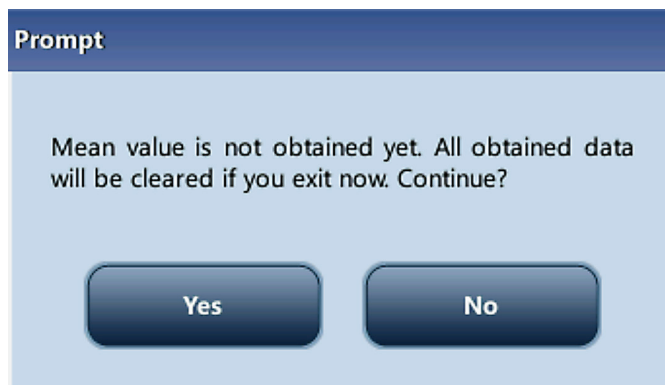 Prompt
Mean value is not obtained yet. All obtained data
will be cleared if you exit now. Continue?
Yes
No